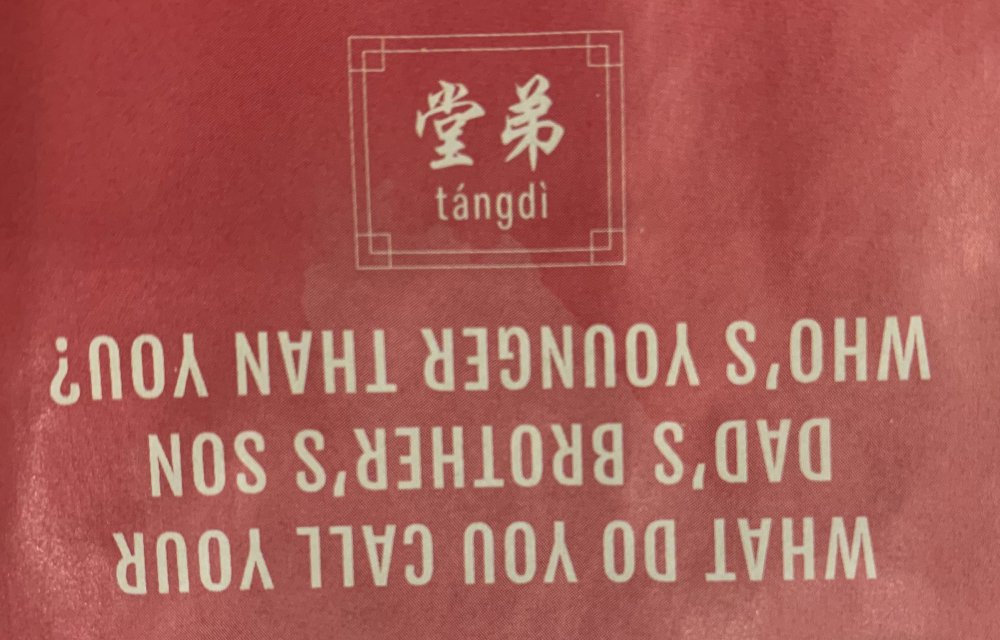 WHAT DO YOU CALL YOUR
DAD'S BROTHER'S SON
WHO'S YOUNGER THAN YOU?
堂弟
tángdì